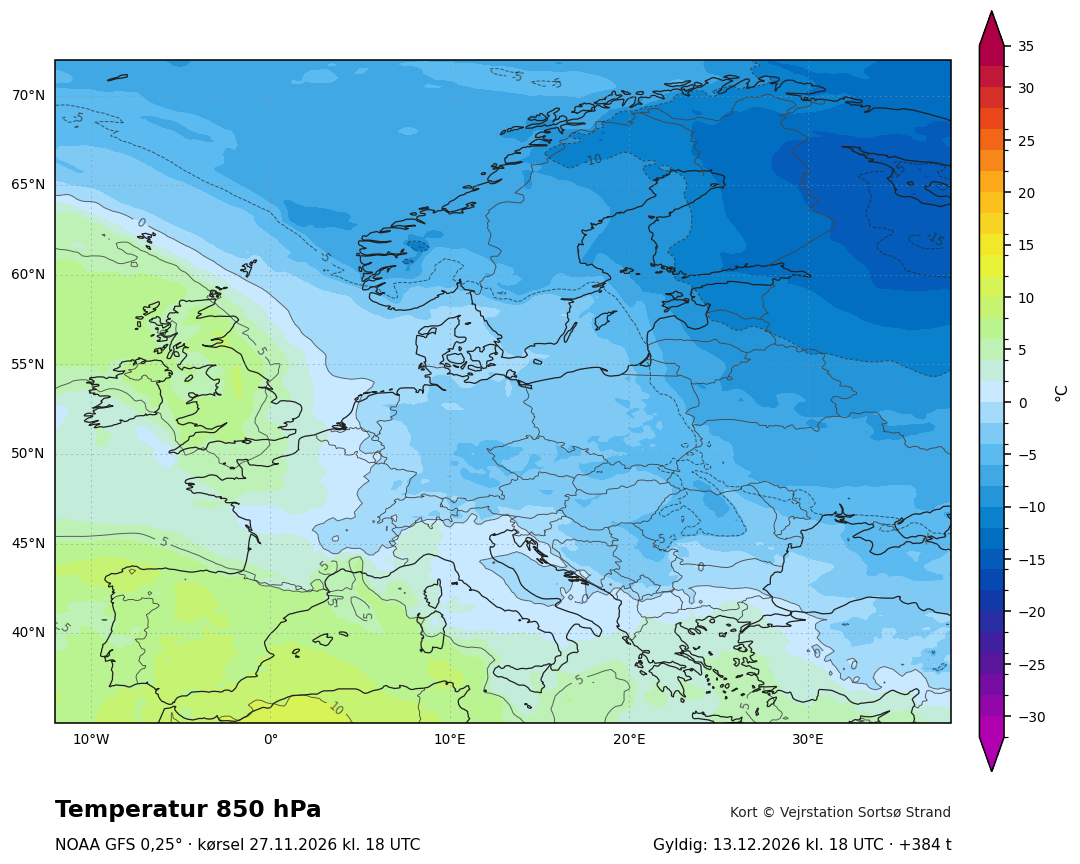 70°N
65°N
60°N
55°N
50°N
45°N
40°N
10°W
0°
10°E
20°E
30°E
35
30
25
20
15
10
5
0
−5
−10
−15
−20
−25
−30
°C
Temperatur 850 hPa
Kort © Vejrstation Sortsø Strand
NOAA GFS 0,25° · kørsel 27.11.2026 kl. 18 UTC
Gyldig: 13.12.2026 kl. 18 UTC · +384 t